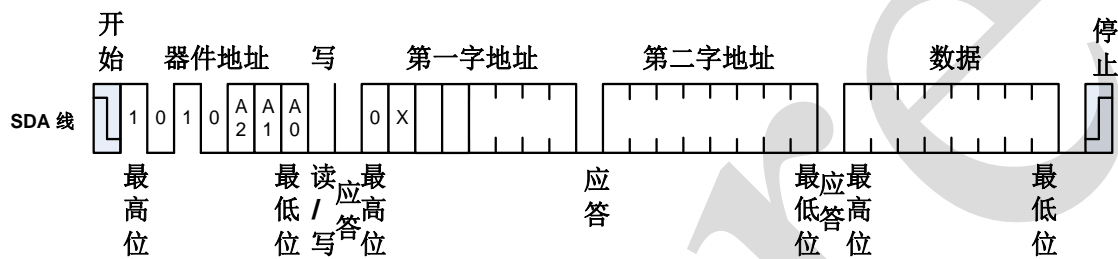 开始 器件地址 写 第一字地址 第二字地址 数据 停止
SDA 线 1 0 1 0 A2 A1 A0 0 X
最高位 最低位 读/写 应答 最高位 应答 最低位 应答 最高位 最低位
re